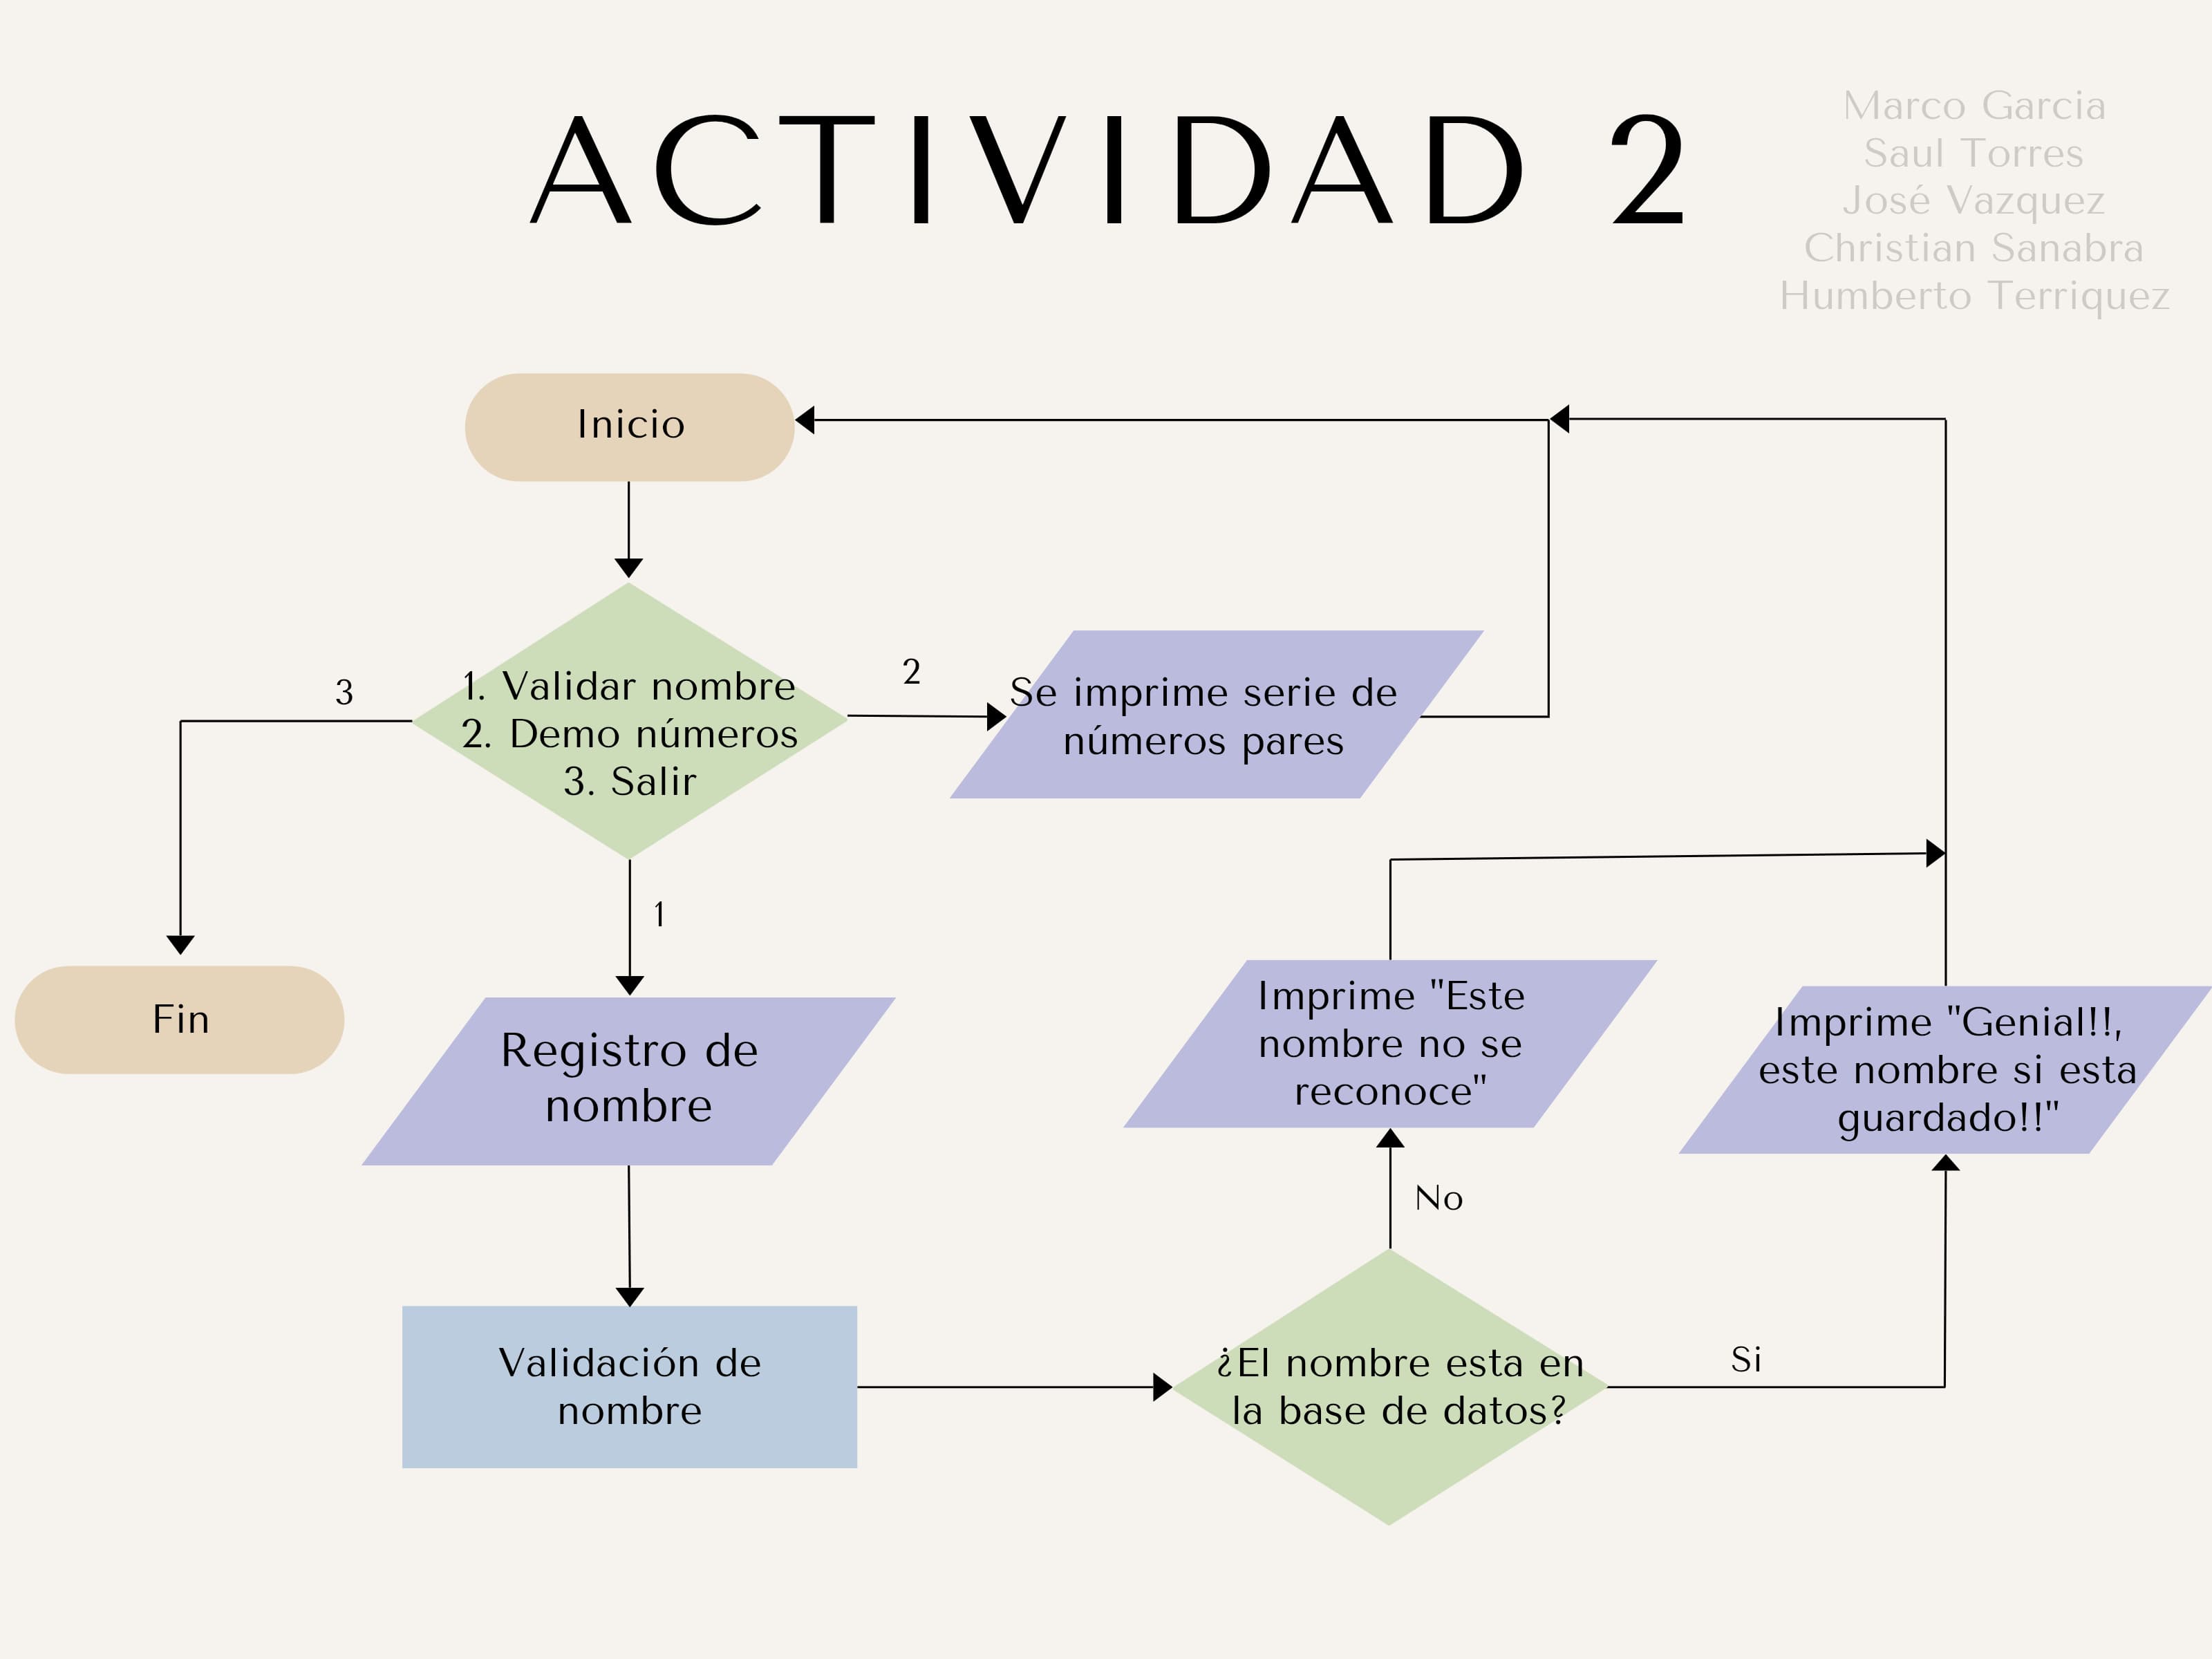 ACTIVIDAD 2
Marco Garcia
Saul Torres
José Vazquez
Christian Sanabra
Humberto Terriquez
Inicio
1. Validar nombre
2. Demo números
3. Salir
3
2
Se imprime serie de
números pares
1
Fin
Registro de
nombre
Validación de
nombre
¿El nombre esta en
la base de datos?
No
Si
Imprime "Este
nombre no se
reconoce"
Imprime "Genial!!,
este nombre si esta
guardado!!"